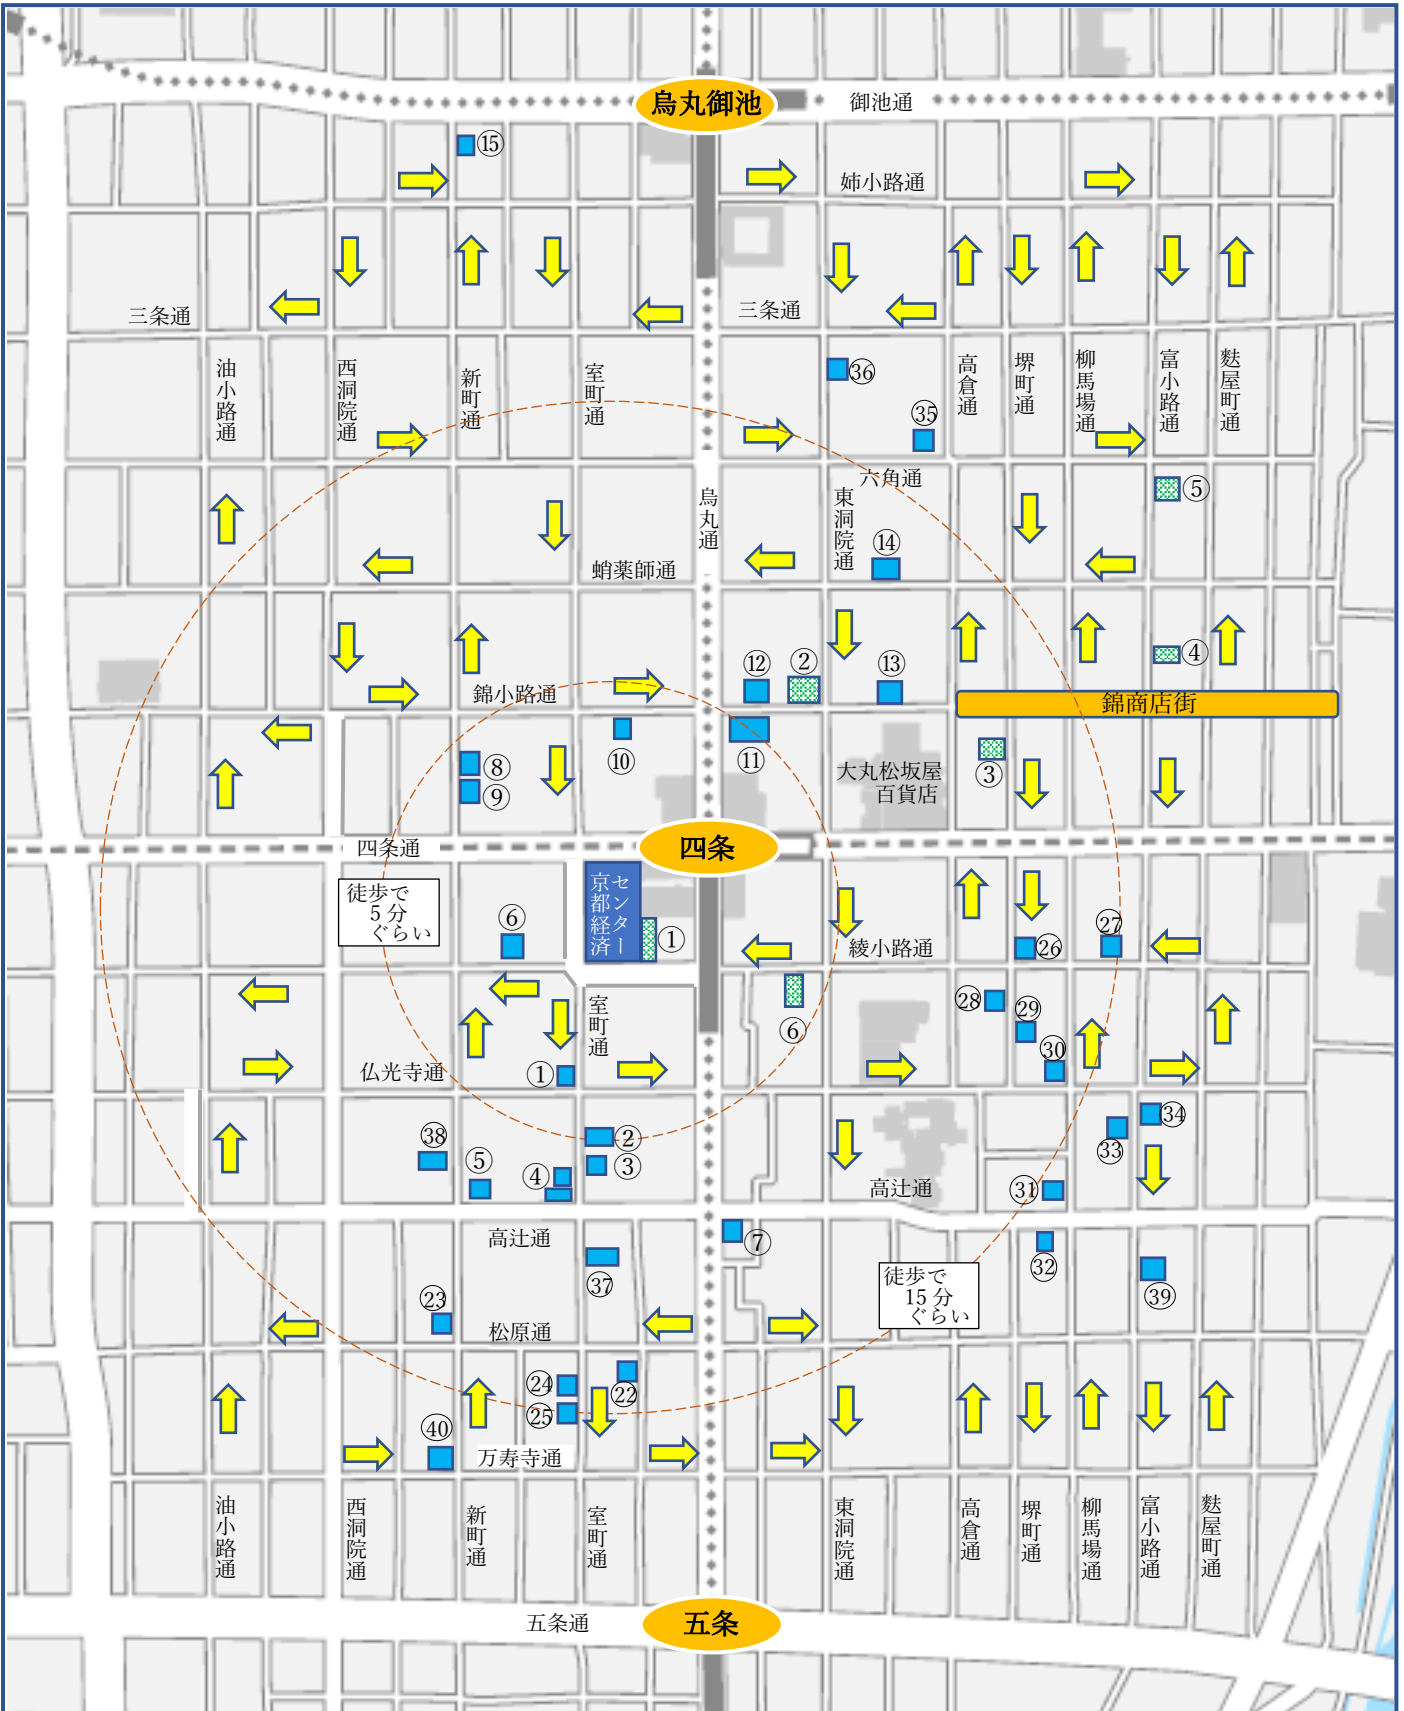 烏丸御池
御池通
⑮
姉小路通
三条通
三条通
油小路通
西洞院通
新町通
室町通
㊱
高倉通
堺町通
柳馬場通
富小路通
麩屋町通
㉟
六角通
烏丸通
東洞院通
⑤
⑭
蛸薬師通
⑫
②
⑬
④
錦小路通
錦商店街
⑩
⑪
⑧
⑨
大丸松坂屋
百貨店
③
四条通
四条
徒歩で
5分
ぐらい
京都経済
センター
①
⑥
綾小路通
㉖
㉗
㉘
⑥
室町通
㉙
㉚
仏光寺通
①
㉞
㉝
②
③
㊳
⑤
④
高辻通
㉛
高辻通
⑦
㉜
㊲
徒歩で
15分
ぐらい
㊴
㉓
松原通
㉔
㉒
㉕
㊵
万寿寺通
油小路通
西洞院通
新町通
室町通
東洞院通
高倉通
堺町通
柳馬場通
富小路通
麩屋町通
五条通
五条